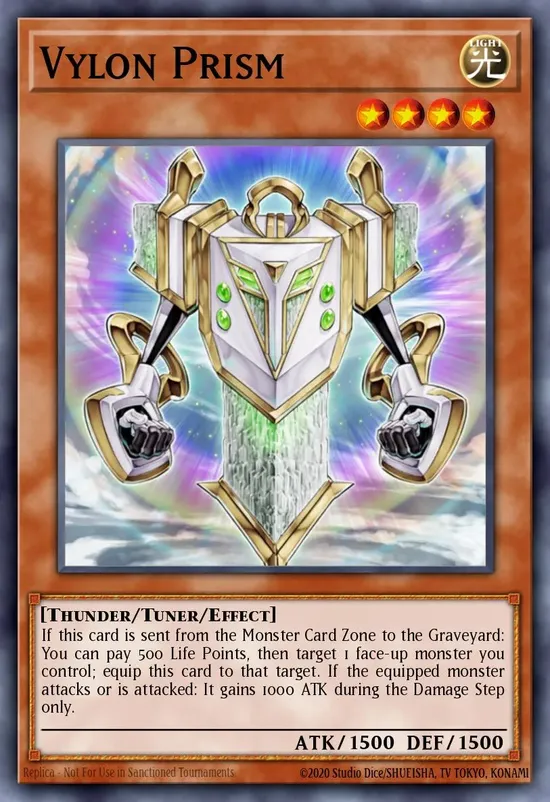 Vylon Prism
LIGHT
光
[Thunder/Tuner/Effect]
If this card is sent from the Monster Card Zone to the Graveyard:
You can pay 500 Life Points, then target 1 face-up monster you
control; equip this card to that target. If the equipped monster
attacks or is attacked: It gains 1000 ATK during the Damage Step
only.
ATK/1500 DEF/1500
Replica - Not For Use in Sanctioned Tournaments
©2020 Studio Dice/SHUEISHA, TV TOKYO, KONAMI